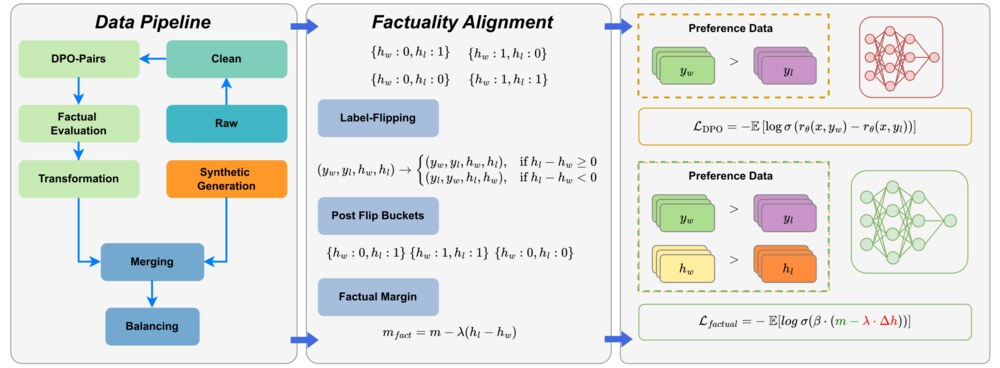 Data Pipeline
DPO-Pairs
Clean
Factual
Evaluation
Raw
Transformation
Synthetic
Generation
Merging
Balancing
Factuality Alignment
{h_w : 0, h_l : 1} {h_w : 1, h_l : 0}
{h_w : 0, h_l : 0} {h_w : 1, h_l : 1}
Label-Flipping
(y_w, y_l, h_w, h_l) → { (y_w, y_l, h_w, h_l), if h_l − h_w ≥ 0
(y_l, y_w, h_l, h_w), if h_l − h_w < 0
Post Flip Buckets
{h_w : 0, h_l : 1} {h_w : 1, h_l : 1} {h_w : 0, h_l : 0}
Factual Margin
m_fact = m − λ(h_l − h_w)
Preference Data
y_w > y_l
ℒ_DPO = −𝔼 [log σ (r_θ(x, y_w) − r_θ(x, y_l))]
Preference Data
y_w > y_l
h_w > h_l
ℒ_factual = − 𝔼[log σ(β · (m − λ · Δh))]